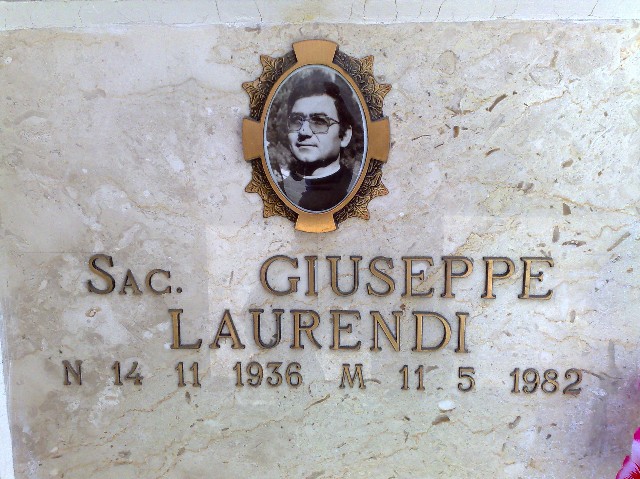 SAC. GIUSEPPE
LAURENDI
N 14 11 1936 M 11 5 1982